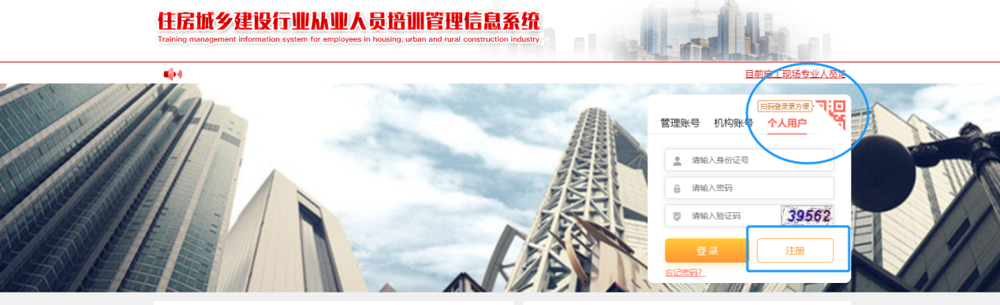 住房城乡建设行业从业人员培训管理信息系统
Training management information system for employees in housing, urban and rural construction industry
目前施工现场专业人员培
扫码登录更方便
管理账号 机构账号 个人用户
请输入身份证号
请输入密码
请输入验证码 39562
登录 注册
忘记密码?